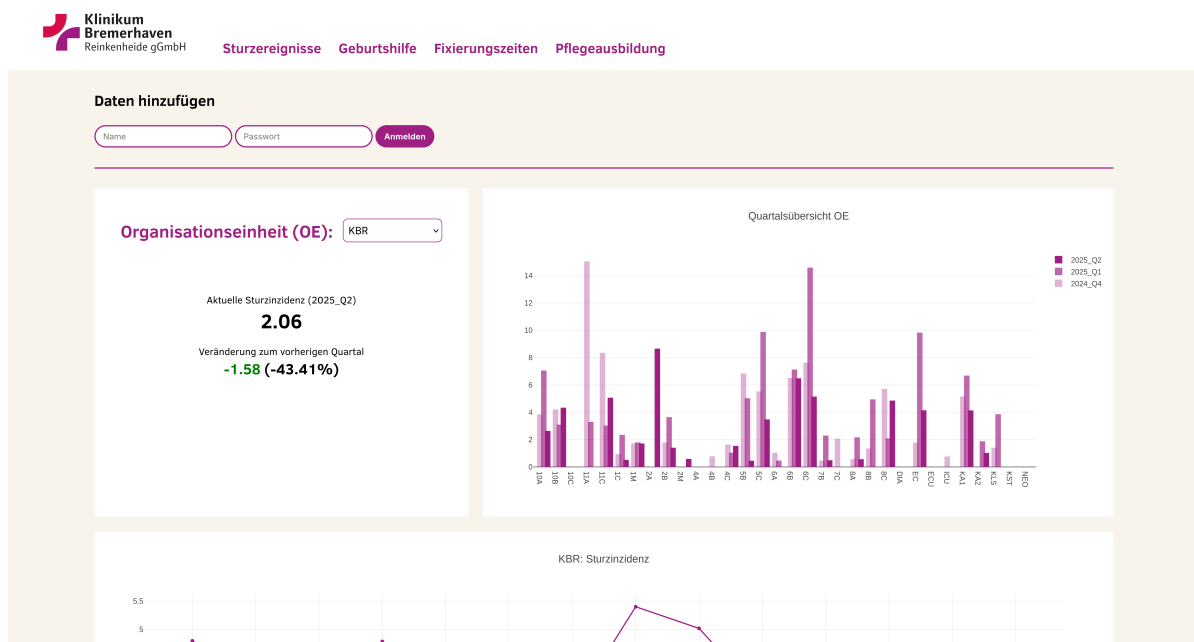 Klinikum
Bremerhaven
Reinkenheide gGmbH
Sturzereignisse Geburtshilfe Fixierungszeiten Pflegeausbildung
Daten hinzufügen
Name Passwort Anmelden
Organisationseinheit (OE): KBR
Aktuelle Sturzinzidenz (2025_Q2)
2.06
Veränderung zum vorherigen Quartal
-1.58 (-43.41%)
Quartalsübersicht OE
2025_Q2
2025_Q1
2024_Q4
14
12
10
8
6
4
2
0
10A 10B 10C 11A 11C 1C 1M 2A 2B 2M 4A 4B 4C 5B 5C 6A 6B 6C 7B 7C 8A 8B 8C DIA EC ECU ICU KA1 KA2 KLS KST NEO
KBR: Sturzinzidenz
5.5
5